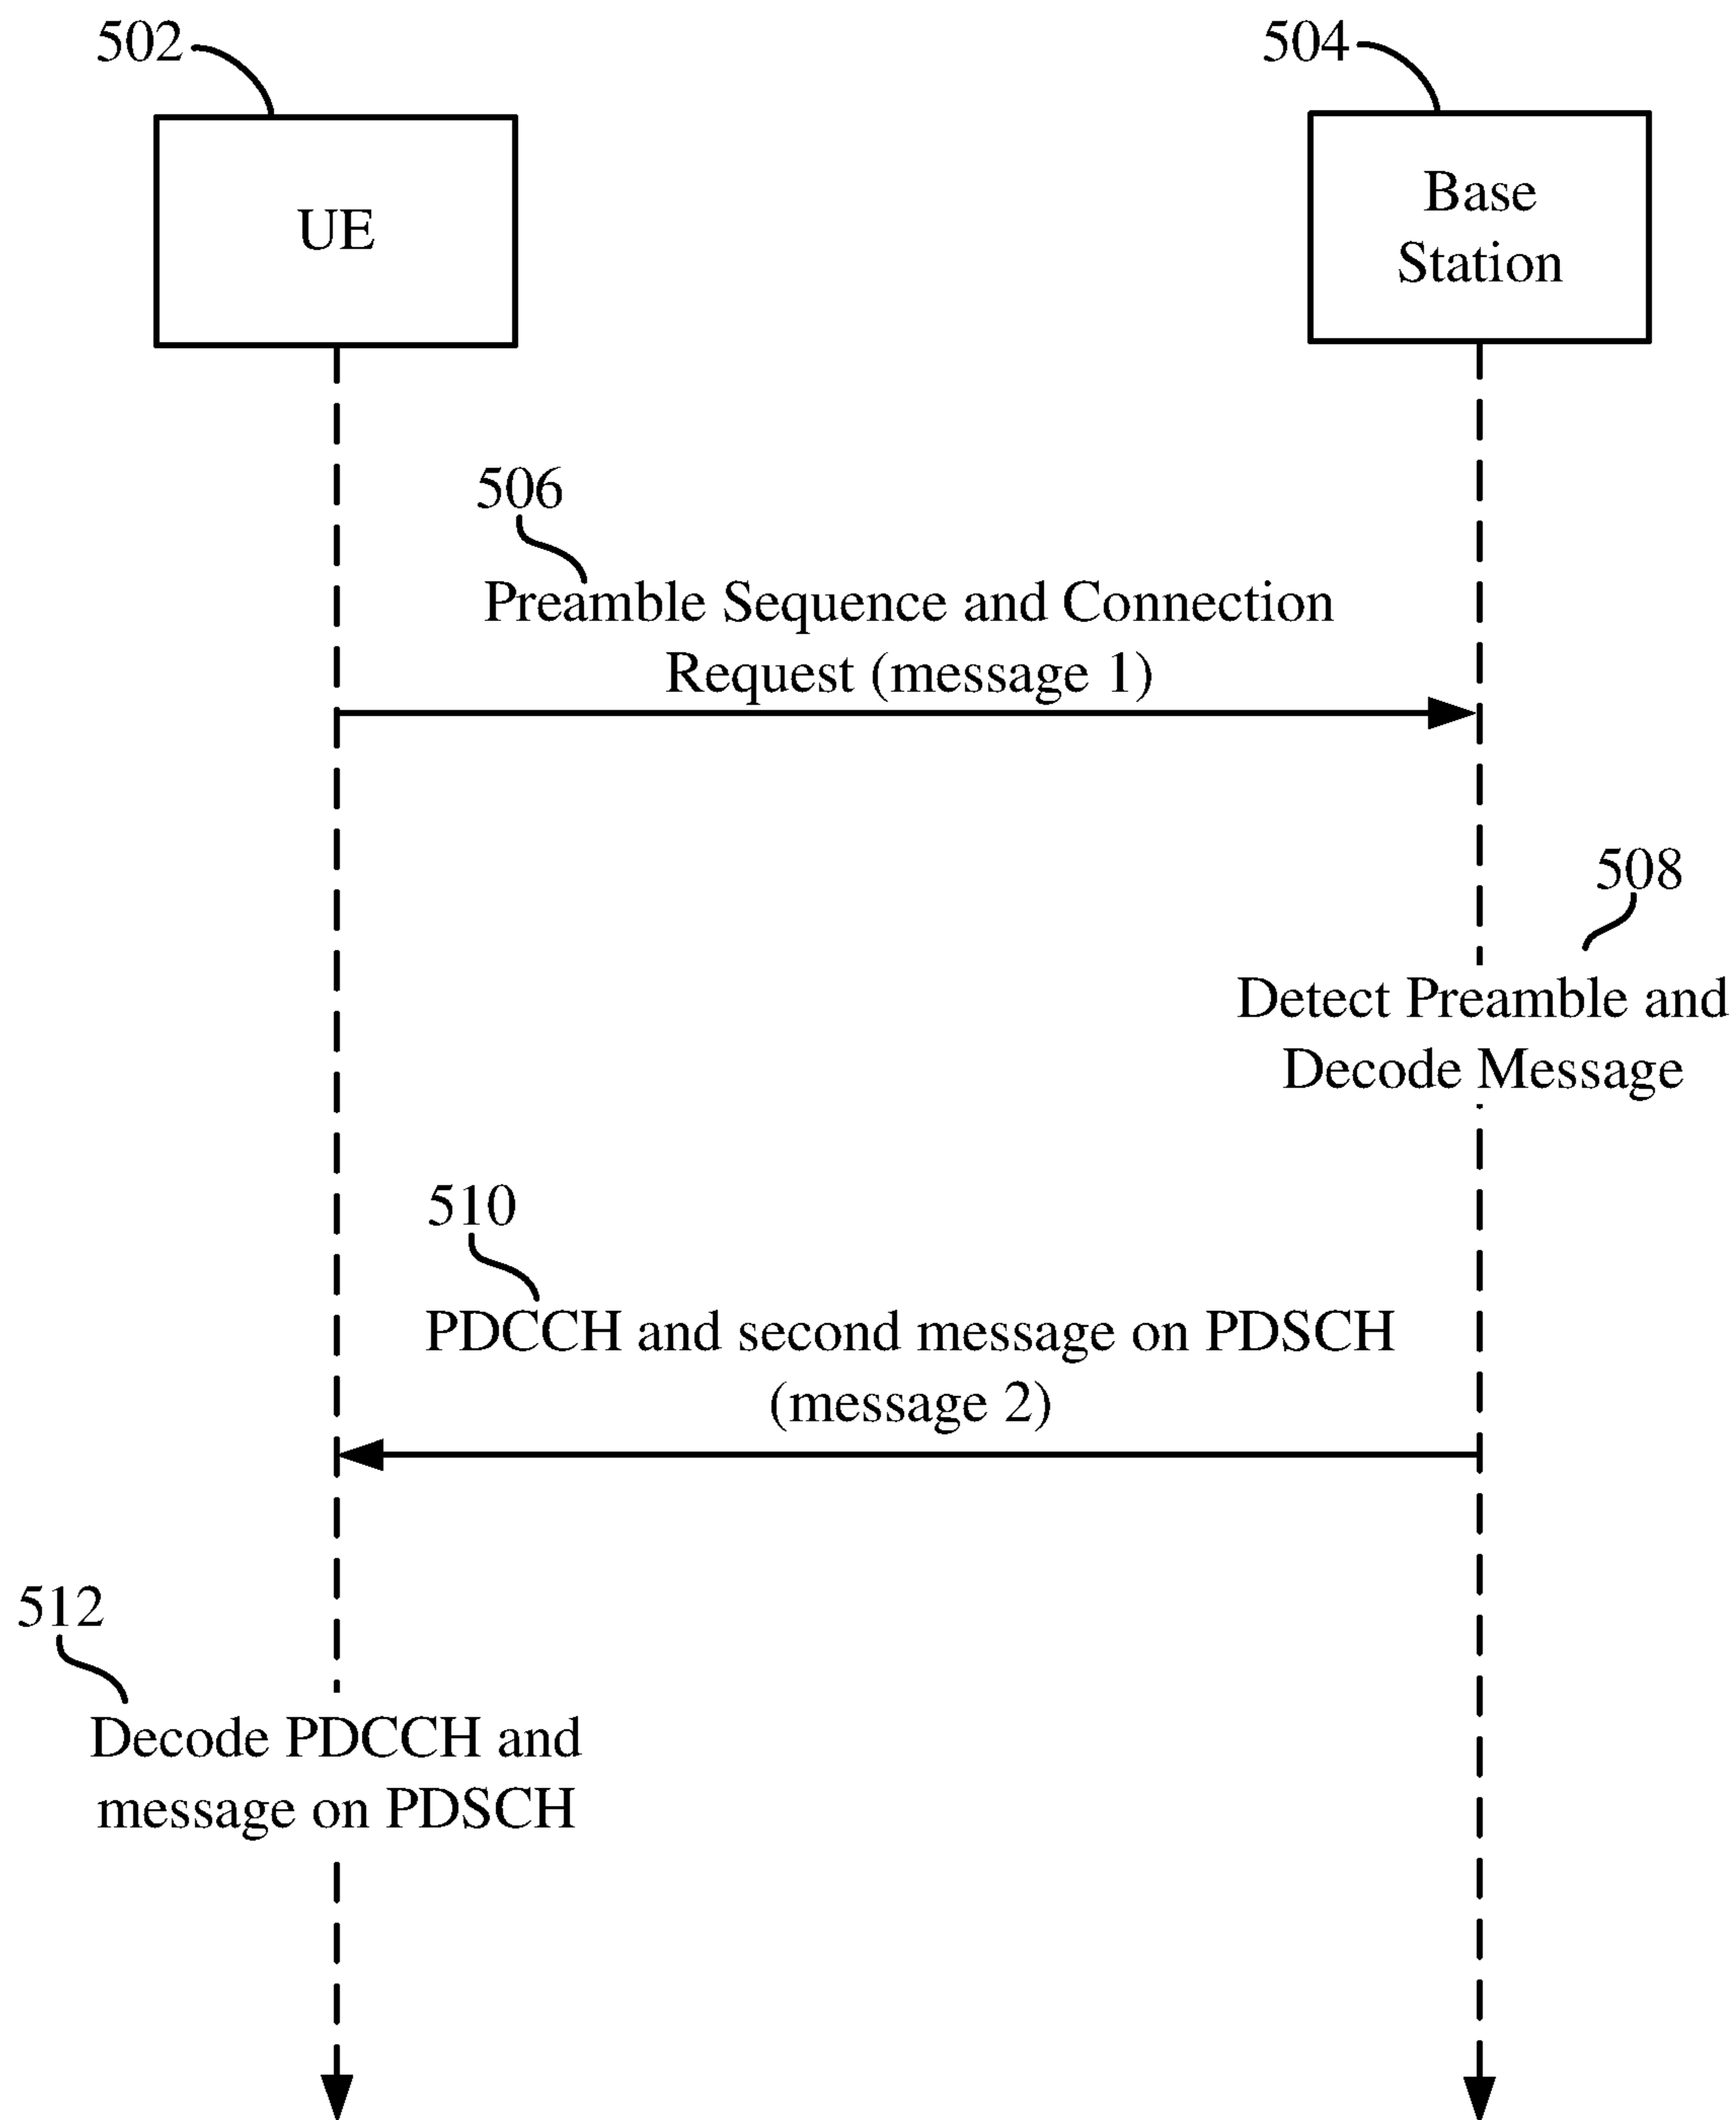 502
504
UE
Base
Station
506
Preamble Sequence and Connection
Request (message 1)
508
Detect Preamble and
Decode Message
510
PDCCH and second message on PDSCH
(message 2)
512
Decode PDCCH and
message on PDSCH